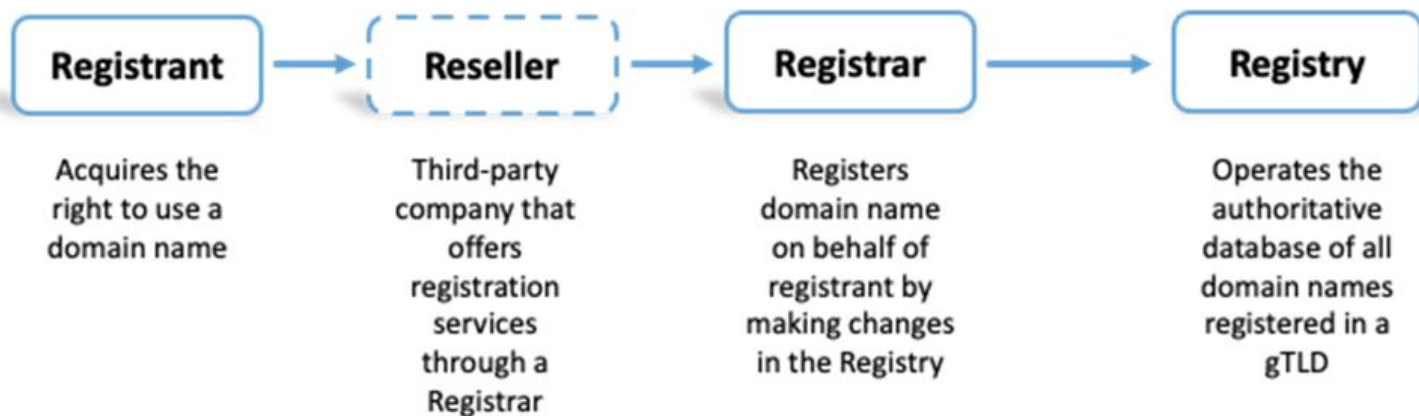 Registrant
Reseller
Registrar
Registry
Acquires the
right to use a
domain name
Third-party
company that
offers
registration
services
through a
Registrar
Registers
domain name
on behalf of
registrant by
making changes
in the Registry
Operates the
authoritative
database of all
domain names
registered in a
gTLD